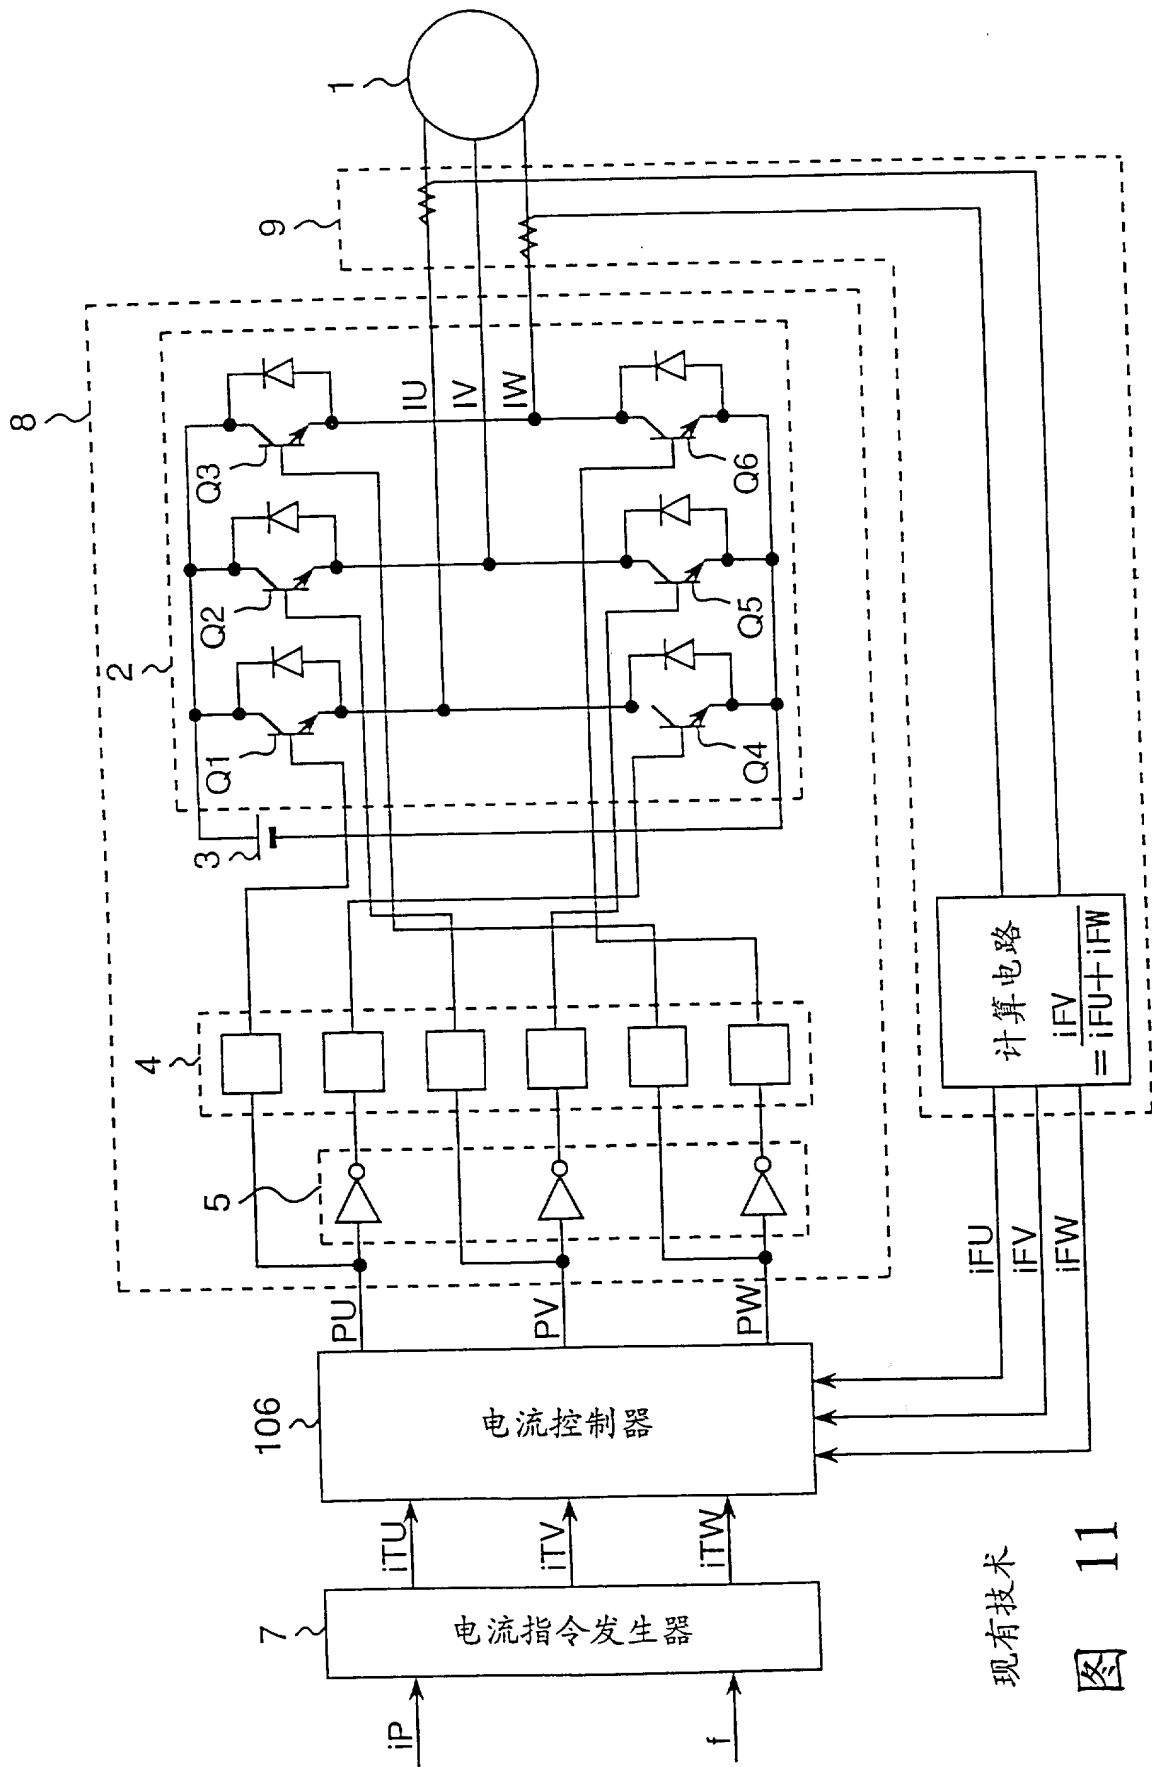 8
2
Q1
Q2
Q3
3
4
5
Q4
Q5
Q6
IU
IV
IW
1
9
PU
PV
PW
106
电流控制器
iTU
iTV
iTW
7
电流指令发生器
iP
f
计算电路
iFV
= iFU+iFW
iFU
iFV
iFW
现有技术
图 11